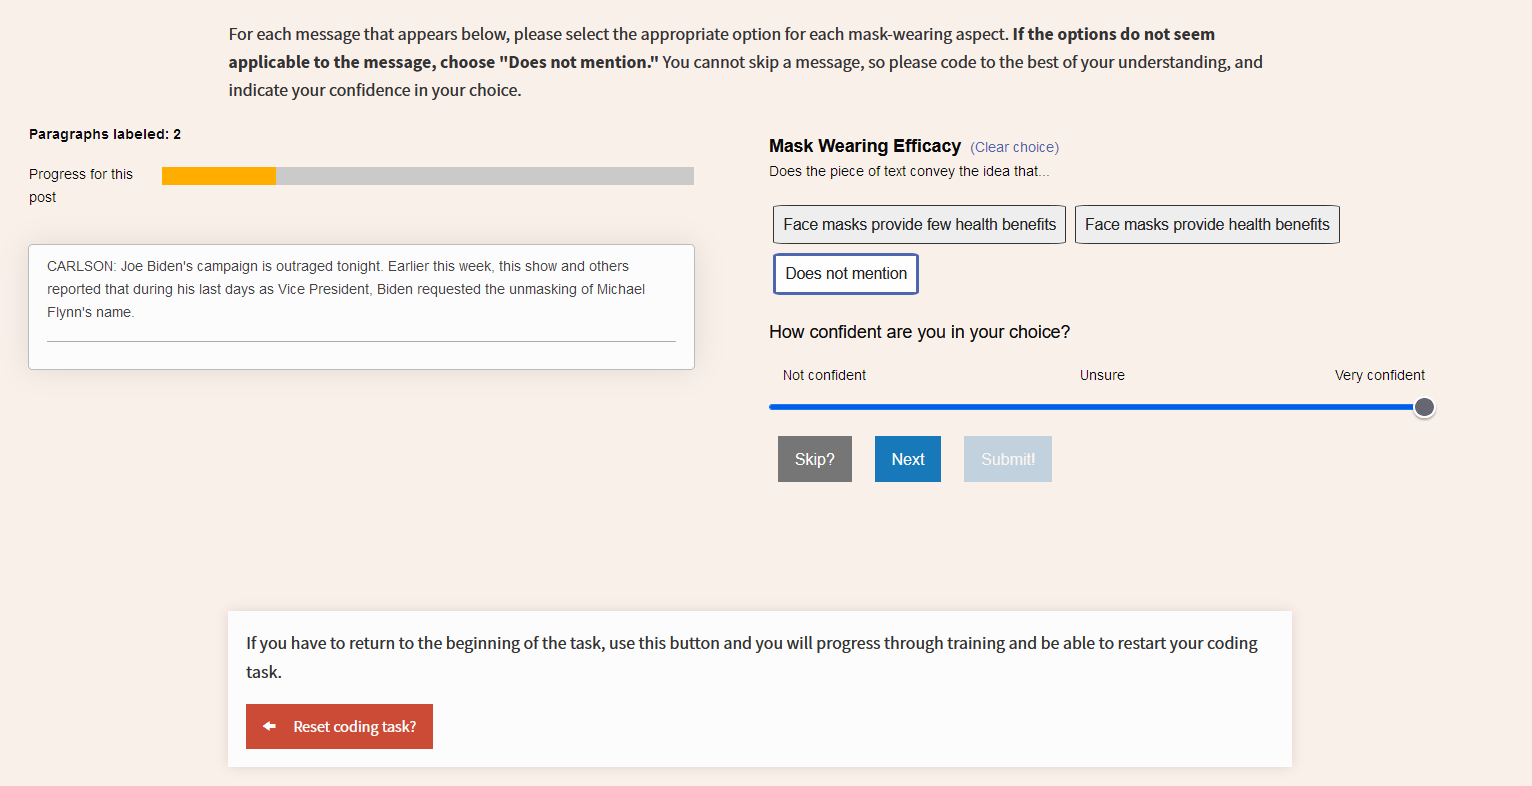 For each message that appears below, please select the appropriate option for each mask-wearing aspect. If the options do not seem
applicable to the message, choose "Does not mention." You cannot skip a message, so please code to the best of your understanding, and
indicate your confidence in your choice.
Paragraphs labeled: 2
Progress for this
post
CARLSON: Joe Biden's campaign is outraged tonight. Earlier this week, this show and others
reported that during his last days as Vice President, Biden requested the unmasking of Michael
Flynn's name.
Mask Wearing Efficacy (Clear choice)
Does the piece of text convey the idea that...
Face masks provide few health benefits Face masks provide health benefits
Does not mention
How confident are you in your choice?
Not confident Unsure Very confident
Skip? Next Submit!
If you have to return to the beginning of the task, use this button and you will progress through training and be able to restart your coding
task.
Reset coding task?